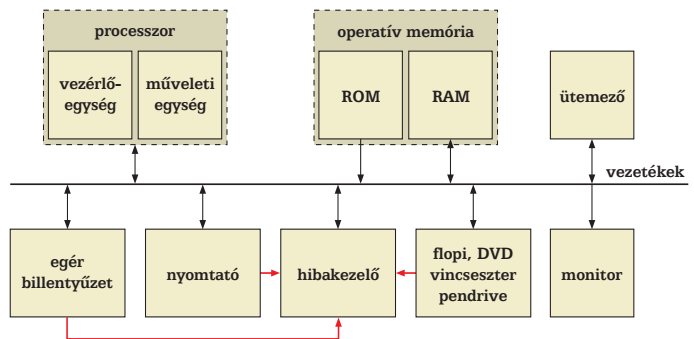 processzor
vezérlő-
egység
műveleti
egység
operatív memória
ROM
RAM
ütemező
vezetékek
egér
billentyűzet
nyomtató
hibakezelő
flopi, DVD
vincseszter
pendrive
monitor